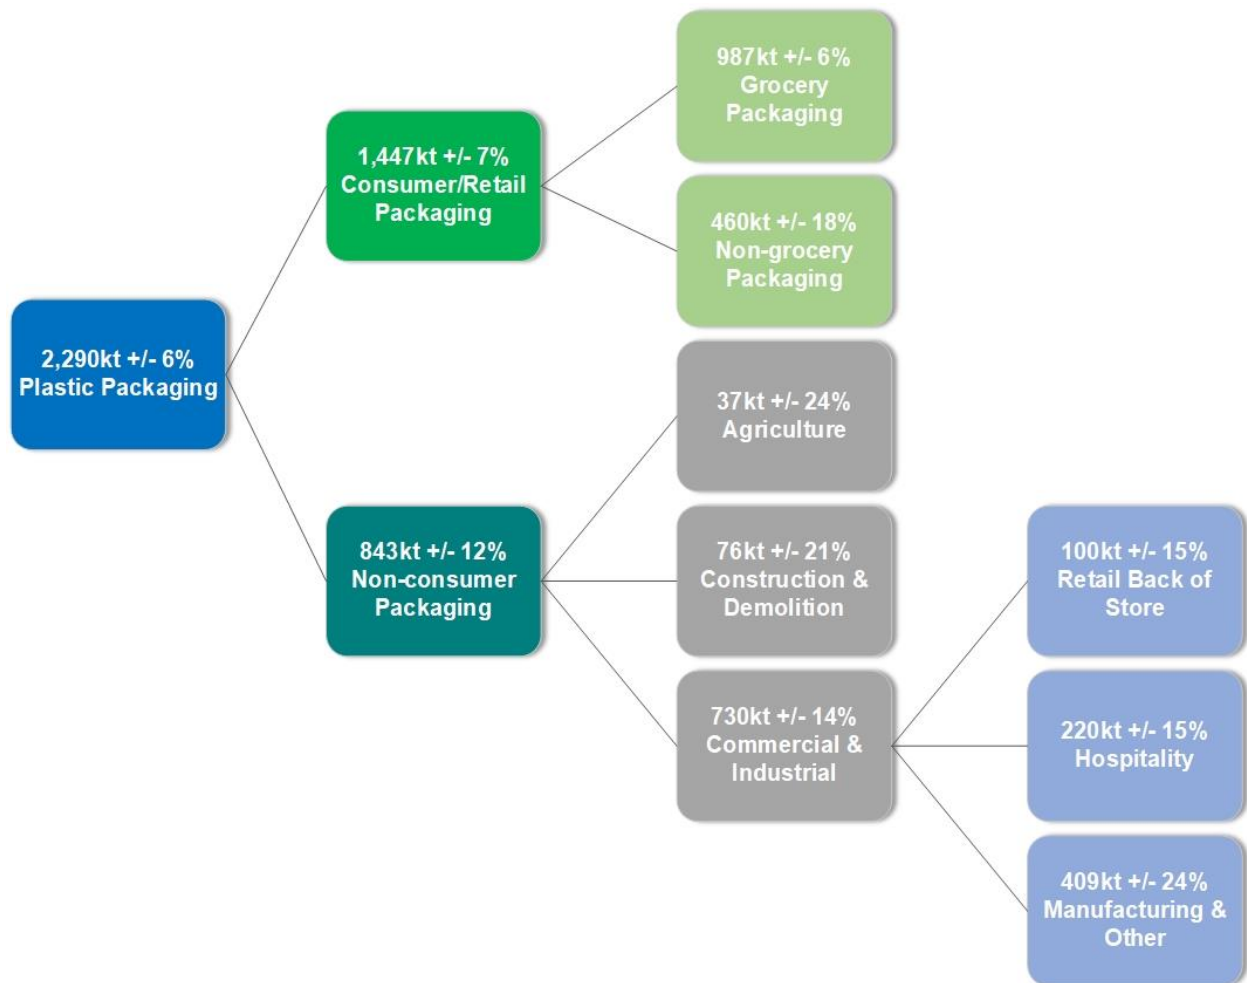 987kt +/- 6%
Grocery
Packaging
1,447kt +/- 7%
Consumer/Retail
Packaging
460kt +/- 18%
Non-grocery
Packaging
2,290kt +/- 6%
Plastic Packaging
37kt +/- 24%
Agriculture
843kt +/- 12%
Non-consumer
Packaging
76kt +/- 21%
Construction &
Demolition
100kt +/- 15%
Retail Back of
Store
730kt +/- 14%
Commercial &
Industrial
220kt +/- 15%
Hospitality
409kt +/- 24%
Manufacturing &
Other